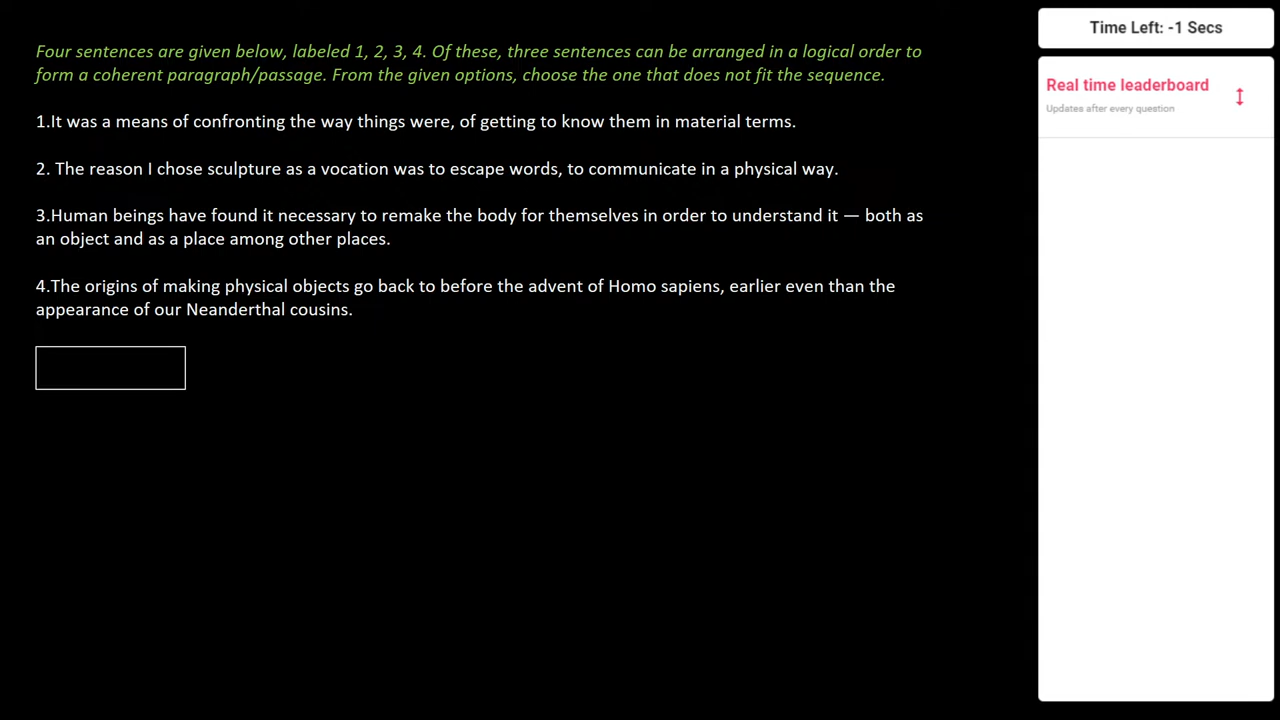 Four sentences are given below, labeled 1, 2, 3, 4. Of these, three sentences can be arranged in a logical order to
form a coherent paragraph/passage. From the given options, choose the one that does not fit the sequence.
1.It was a means of confronting the way things were, of getting to know them in material terms.
2. The reason I chose sculpture as a vocation was to escape words, to communicate in a physical way.
3.Human beings have found it necessary to remake the body for themselves in order to understand it — both as
an object and as a place among other places.
4.The origins of making physical objects go back to before the advent of Homo sapiens, earlier even than the
appearance of our Neanderthal cousins.
Time Left: -1 Secs
Real time leaderboard
Updates after every question